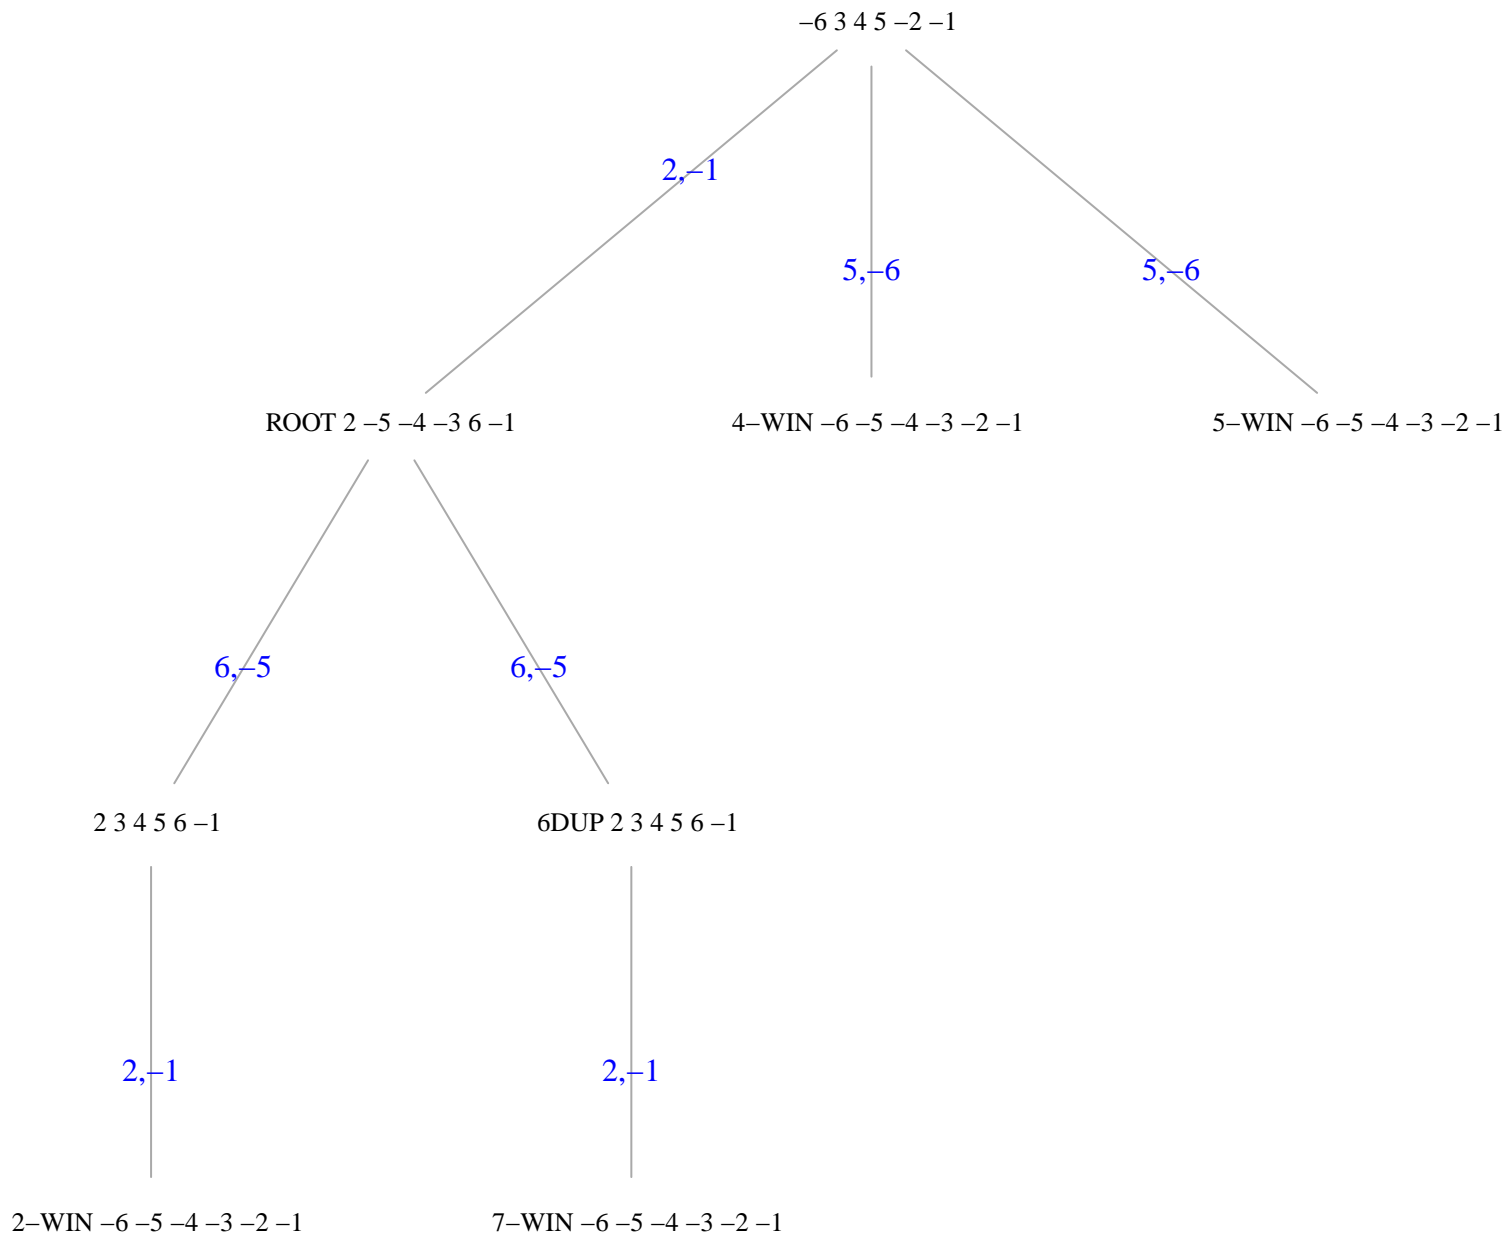 –6 3 4 5 –2 –1
2,–1
5,–6
5,–6
ROOT 2 –5 –4 –3 6 –1
4–WIN –6 –5 –4 –3 –2 –1
5–WIN –6 –5 –4 –3 –2 –1
6,–5
6,–5
2 3 4 5 6 –1
6DUP 2 3 4 5 6 –1
2,–1
2,–1
2–WIN –6 –5 –4 –3 –2 –1
7–WIN –6 –5 –4 –3 –2 –1